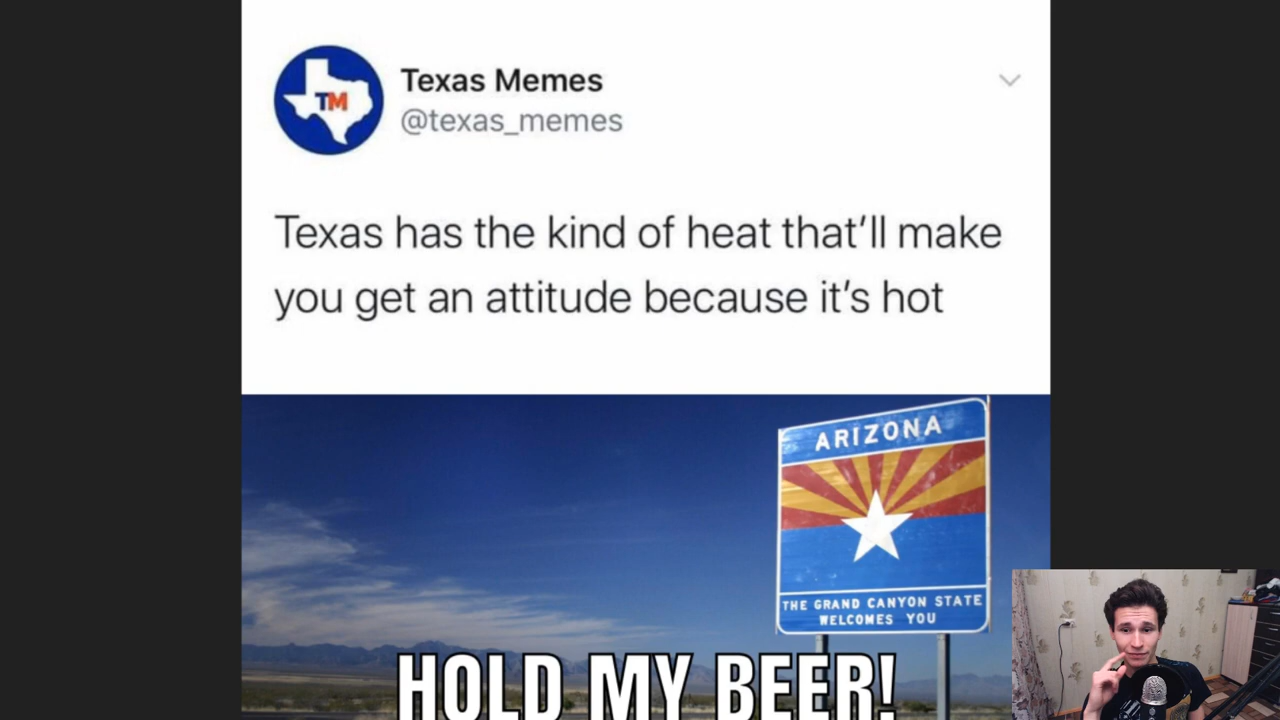 TM
Texas Memes
@texas_memes
Texas has the kind of heat that'll make
you get an attitude because it's hot
ARIZONA
THE GRAND CANYON STATE
WELCOMES YOU
HOLD MY BEER!